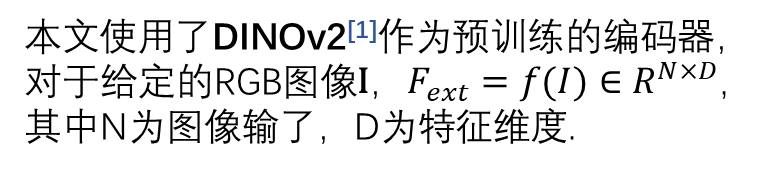 本文使用了DINOv2[1]作为预训练的编码器，
对于给定的RGB图像I，F_{ext} = f(I) ∈ R^{N×D}，
其中N为图像输了，D为特征维度.